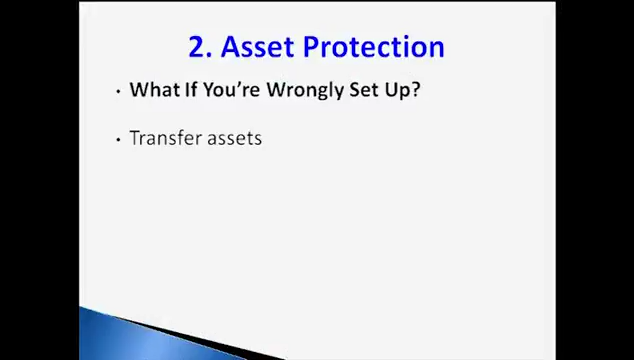 2. Asset Protection
• What If You're Wrongly Set Up?
• Transfer assets